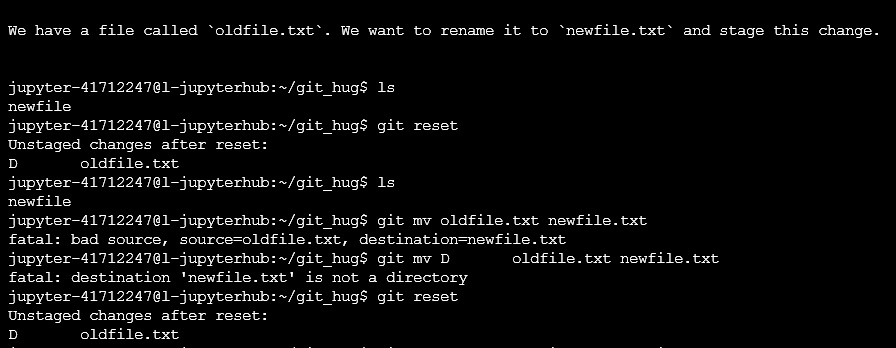 We have a file called `oldfile.txt`. We want to rename it to `newfile.txt` and stage this change.
jupyter-41712247@l-jupyterhub:~/git_hug$ ls
newfile
jupyter-41712247@l-jupyterhub:~/git_hug$ git reset
Unstaged changes after reset:
D       oldfile.txt
jupyter-41712247@l-jupyterhub:~/git_hug$ ls
newfile
jupyter-41712247@l-jupyterhub:~/git_hug$ git mv oldfile.txt newfile.txt
fatal: bad source, source=oldfile.txt, destination=newfile.txt
jupyter-41712247@l-jupyterhub:~/git_hug$ git mv D       oldfile.txt newfile.txt
fatal: destination 'newfile.txt' is not a directory
jupyter-41712247@l-jupyterhub:~/git_hug$ git reset
Unstaged changes after reset:
D       oldfile.txt